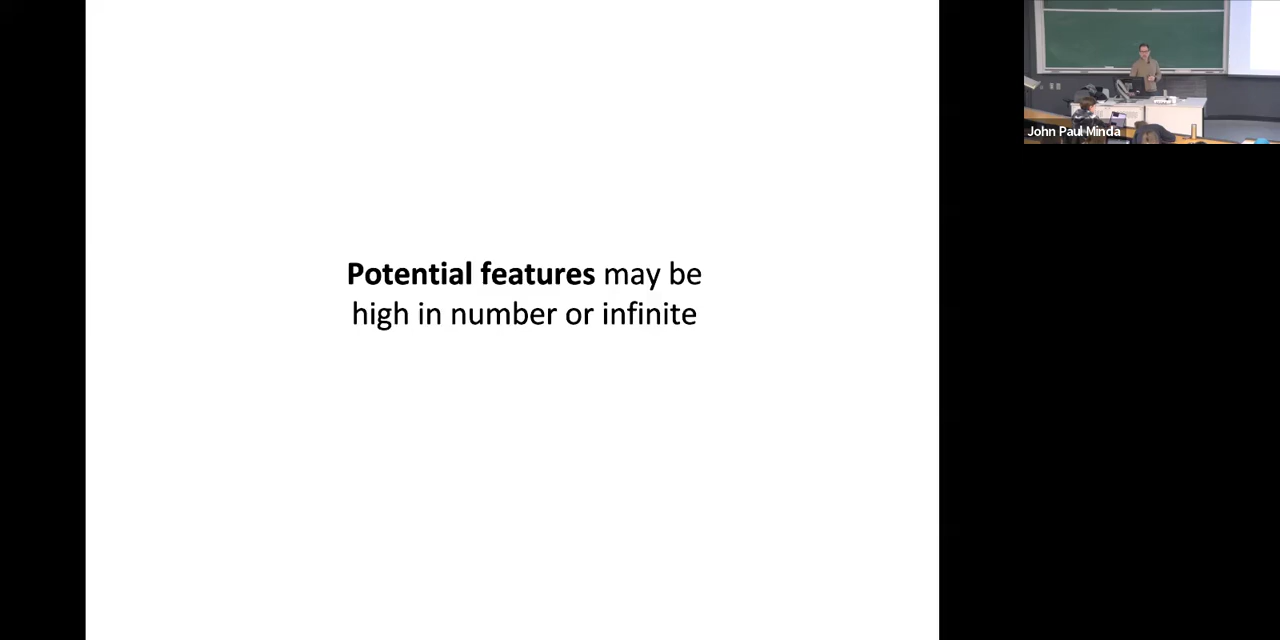 Potential features may be
high in number or infinite
John Paul Minda